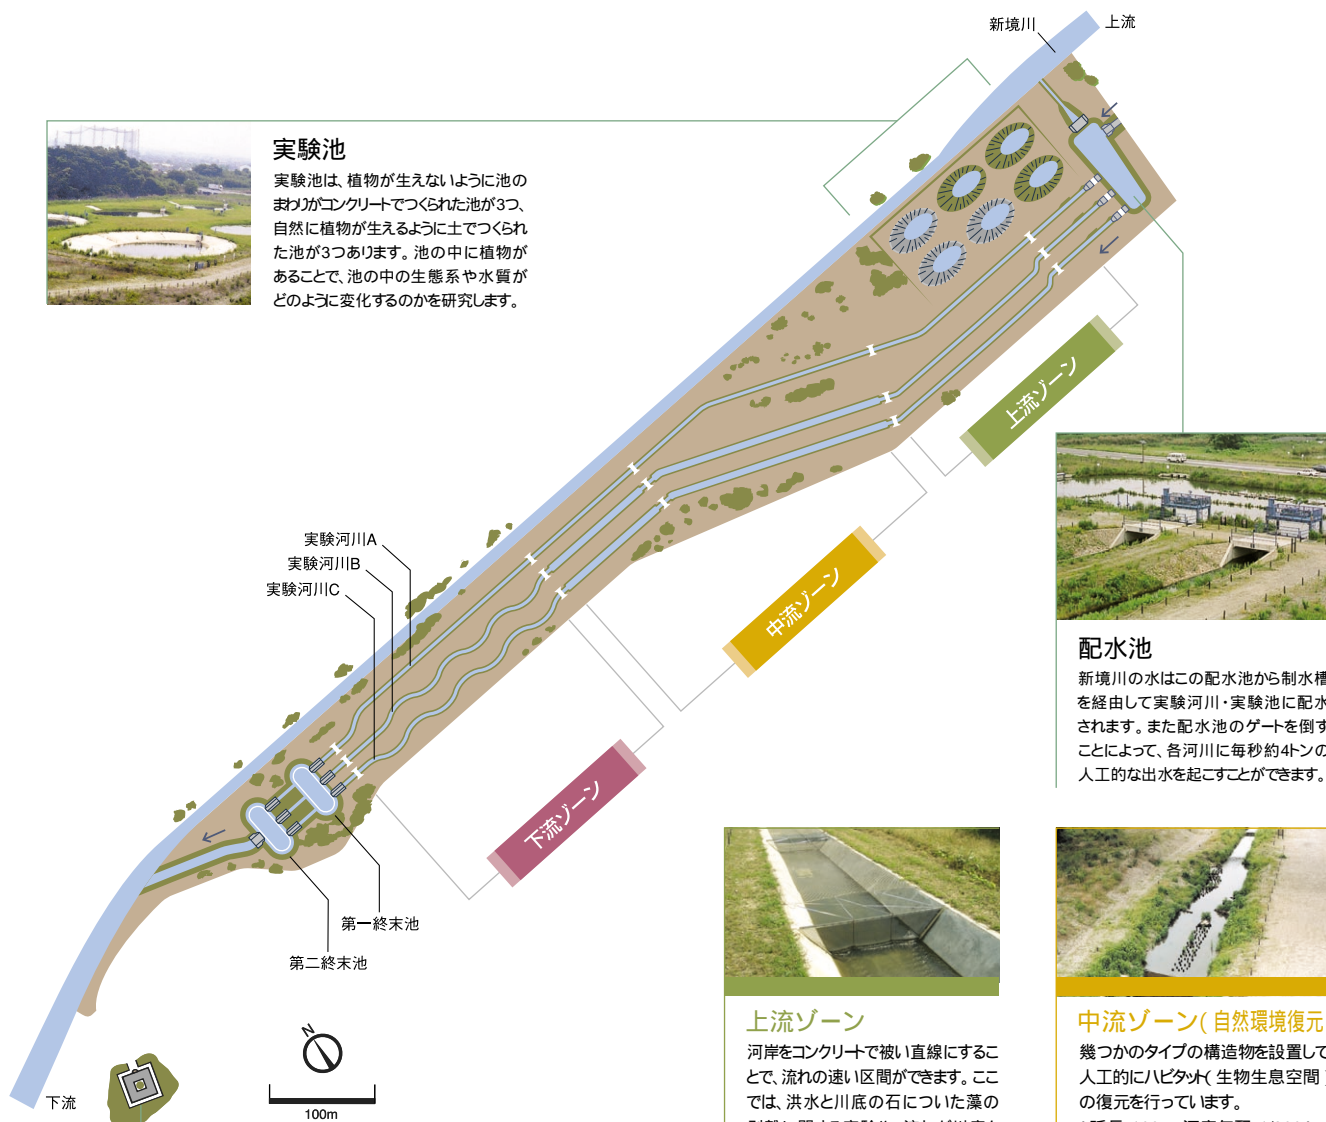 新境川
上流
実験池
実験池は、植物が生えないように池の
まわりがコンクリートでつくられた池が3つ、
自然に植物が生えるように土でつくられ
た池が3つあります。池の中に植物が
あることで、池の中の生態系や水質が
どのように変化するのかを研究します。
上流ゾーン
中流ゾーン
下流ゾーン
実験河川A
実験河川B
実験河川C
配水池
新境川の水はこの配水池から制水槽
を経由して実験河川・実験池に配水
されます。また配水池のゲートを倒す
ことによって、各河川に毎秒約4トンの
人工的な出水を起こすことができます。
第一終末池
第二終末池
N
100m
下流
上流ゾーン
河岸をコンクリートで被い直線にするこ
とで、流れの速い区間ができます。ここ
では、洪水と川底の石についた藻の
中流ゾーン(自然環境復元
幾つかのタイプの構造物を設置して
人工的にハビタット(生物生息空間)
の復元を行っています。